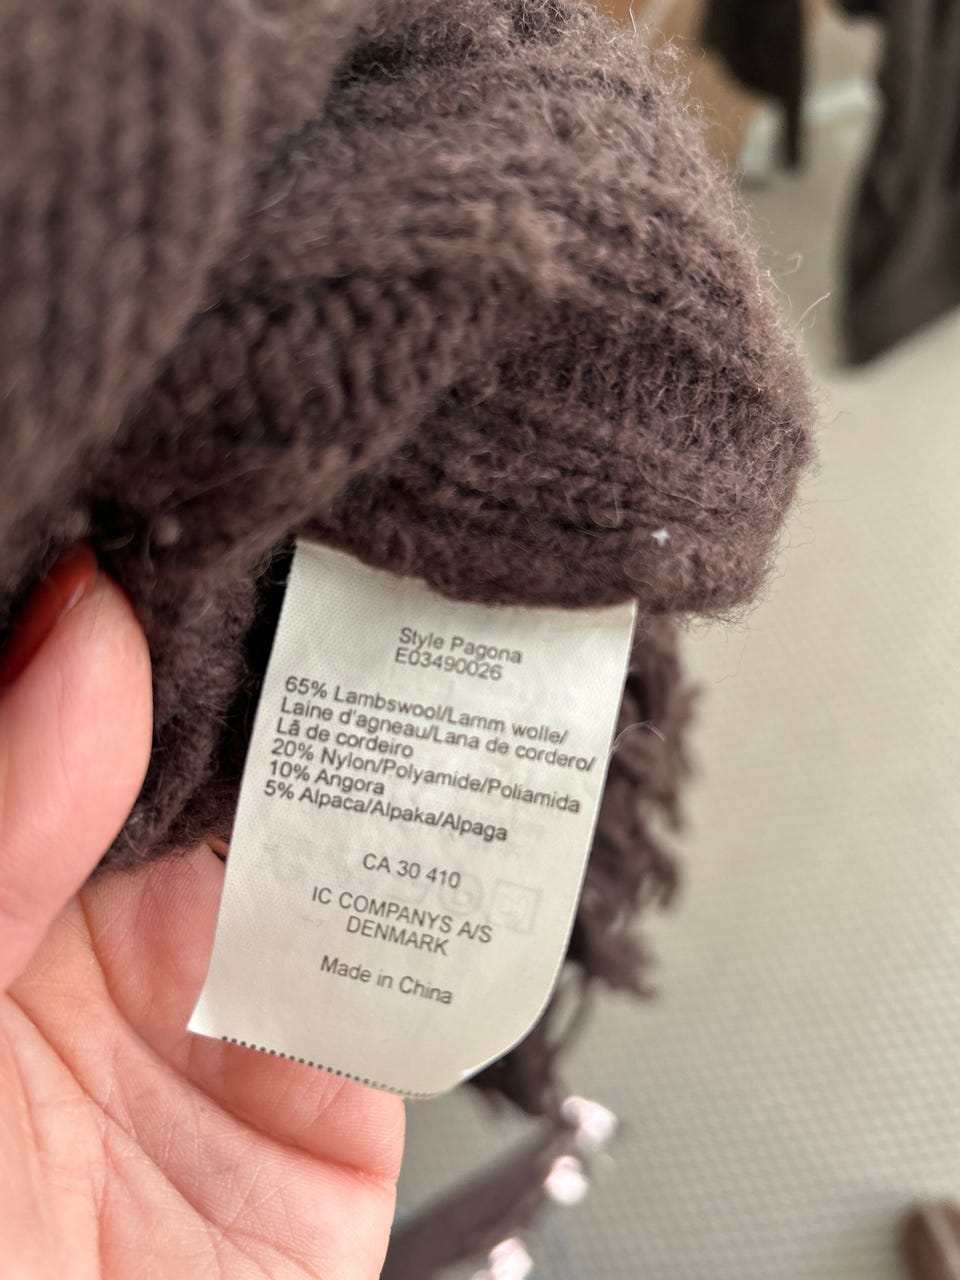 Style Pagona
E03490026
65% Lambswool/Lamm wolle/
Laine d'agneau/Lana de cordero/
Lã de cordeiro
20% Nylon/Polyamide/Poliamida
10% Angora
5% Alpaca/Alpaka/Alpaga
CA 30 410
IC COMPANYS A/S
DENMARK
Made in China